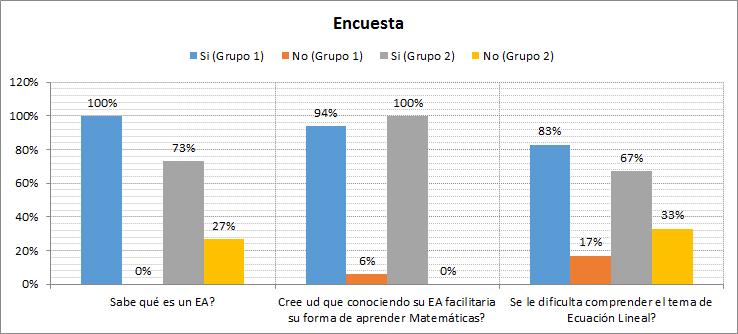 Encuesta
Si (Grupo 1) No (Grupo 1) Si (Grupo 2) No (Grupo 2)
120%
100%
80%
60%
40%
20%
0%
100%
0%
73%
27%
94%
6%
100%
0%
83%
17%
67%
33%
Sabe qué es un EA?
Cree ud que conociendo su EA facilitaria
su forma de aprender Matemáticas?
Se le dificulta comprender el tema de
Ecuación Lineal?